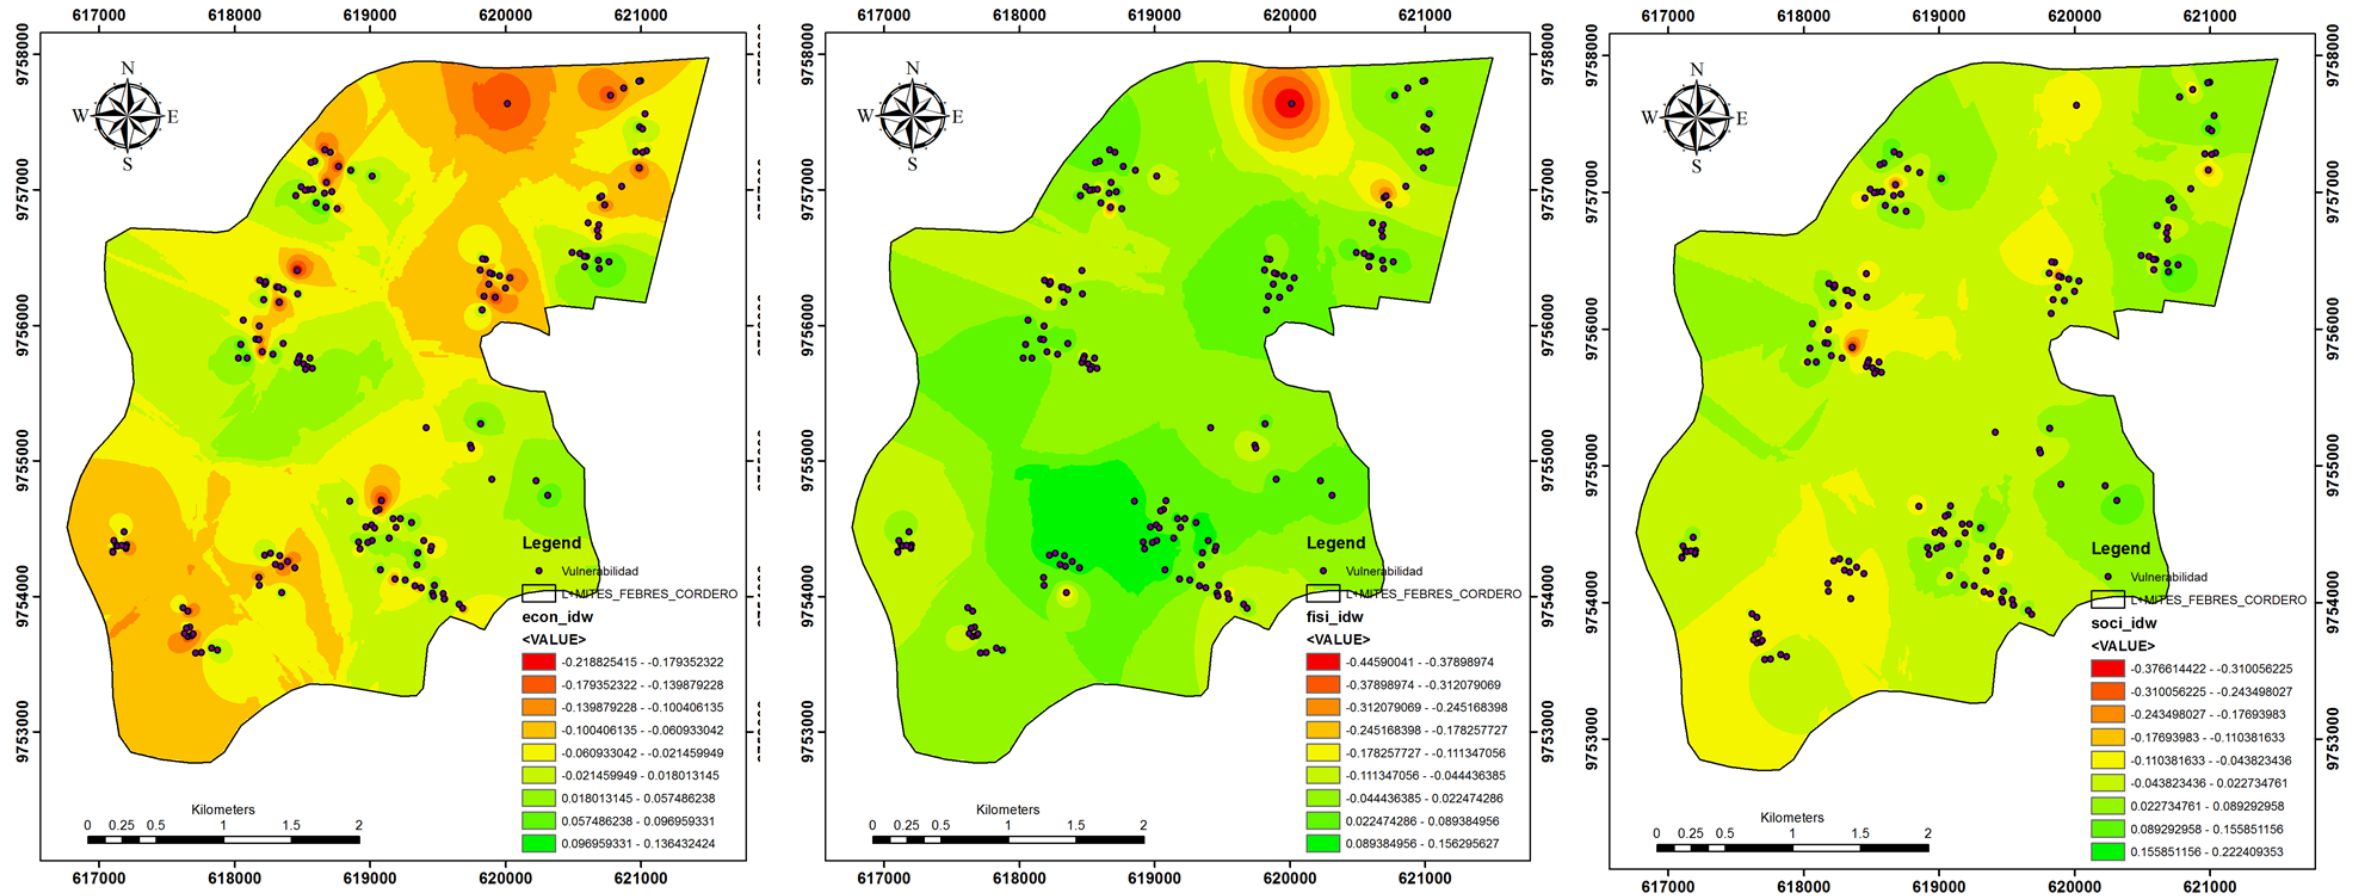 617000 618000 619000 620000 621000
9758000
9757000
9756000
9755000
9754000
9753000
N
W E
S
Legend
Vulnerabilidad
L+MITES_FEBRES_CORDERO
econ_idw
<VALUE>
-0.218825415 - -0.179352322
-0.179352322 - -0.139879228
-0.139879228 - -0.100406135
-0.100406135 - -0.060933042
-0.060933042 - -0.021459949
-0.021459949 - 0.018013145
0.018013145 - 0.057486238
0.057486238 - 0.096959331
0.096959331 - 0.136432424
Kilometers
0 0.25 0.5 1 1.5 2
617000 618000 619000 620000 621000
617000 618000 619000 620000 621000
9758000 9758000
9757000 9757000
9756000 9756000
9755000 9755000
9754000 9754000
9753000 9753000
N
W E
S
Legend
Vulnerabilidad
L+MITES_FEBRES_CORDERO
fisi_idw
<VALUE>
-0.44590041 - -0.37898974
-0.37898974 - -0.312079069
-0.312079069 - -0.245168398
-0.245168398 - -0.178257727
-0.178257727 - -0.111347056
-0.111347056 - -0.044436385
-0.044436385 - 0.022474286
0.022474286 - 0.089384956
0.089384956 - 0.156295627
Kilometers
0 0.25 0.5 1 1.5 2
617000 618000 619000 620000 621000
617000 618000 619000 620000 621000
9758000 9758000
9757000 9757000
9756000 9756000
9755000 9755000
9754000 9754000
9753000 9753000
N
W E
S
Legend
Vulnerabilidad
L+MITES_FEBRES_CORDERO
soci_idw
<VALUE>
-0.376614422 - -0.310056225
-0.310056225 - -0.243498027
-0.243498027 - -0.17693983
-0.17693983 - -0.110381633
-0.110381633 - -0.043823436
-0.043823436 - 0.022734761
0.022734761 - 0.089292958
0.089292958 - 0.155851156
0.155851156 - 0.222409353
Kilometers
0 0.25 0.5 1 1.5 2
617000 618000 619000 620000 621000